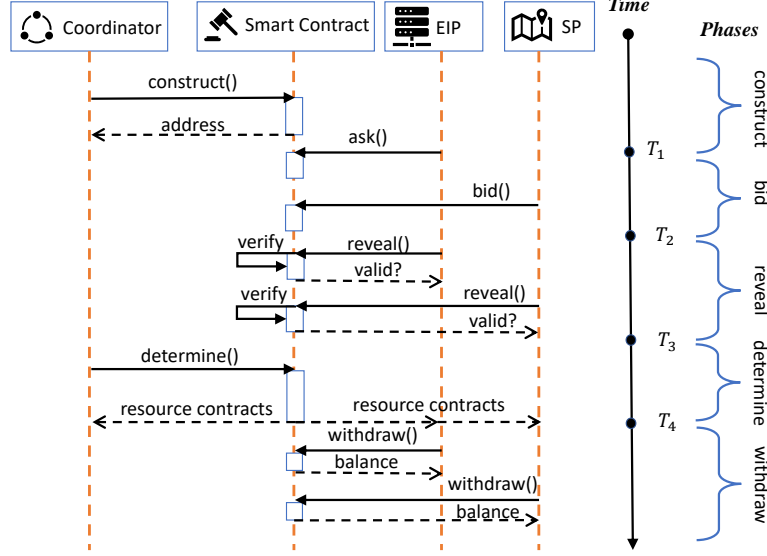 Time
Coordinator
Smart Contract
EIP
SP
Phases
construct()
address
ask()
bid()
verify
reveal()
valid?
verify
reveal()
valid?
determine()
resource contracts
resource contracts
withdraw()
balance
withdraw()
balance
T1
T2
T3
T4
construct
bid
reveal
determine
withdraw